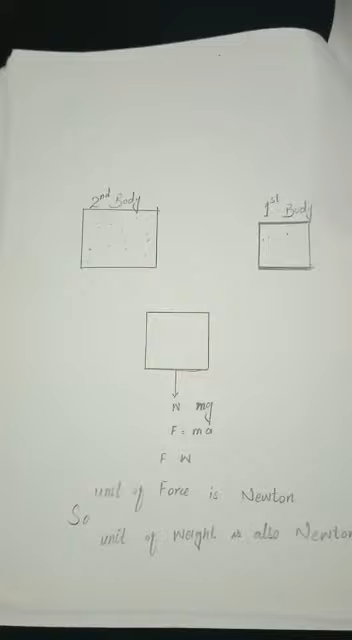 2nd Body
1st Body
W mg
F = ma
F W
unit of Force is Newton
So
unit of Weight is also Newton